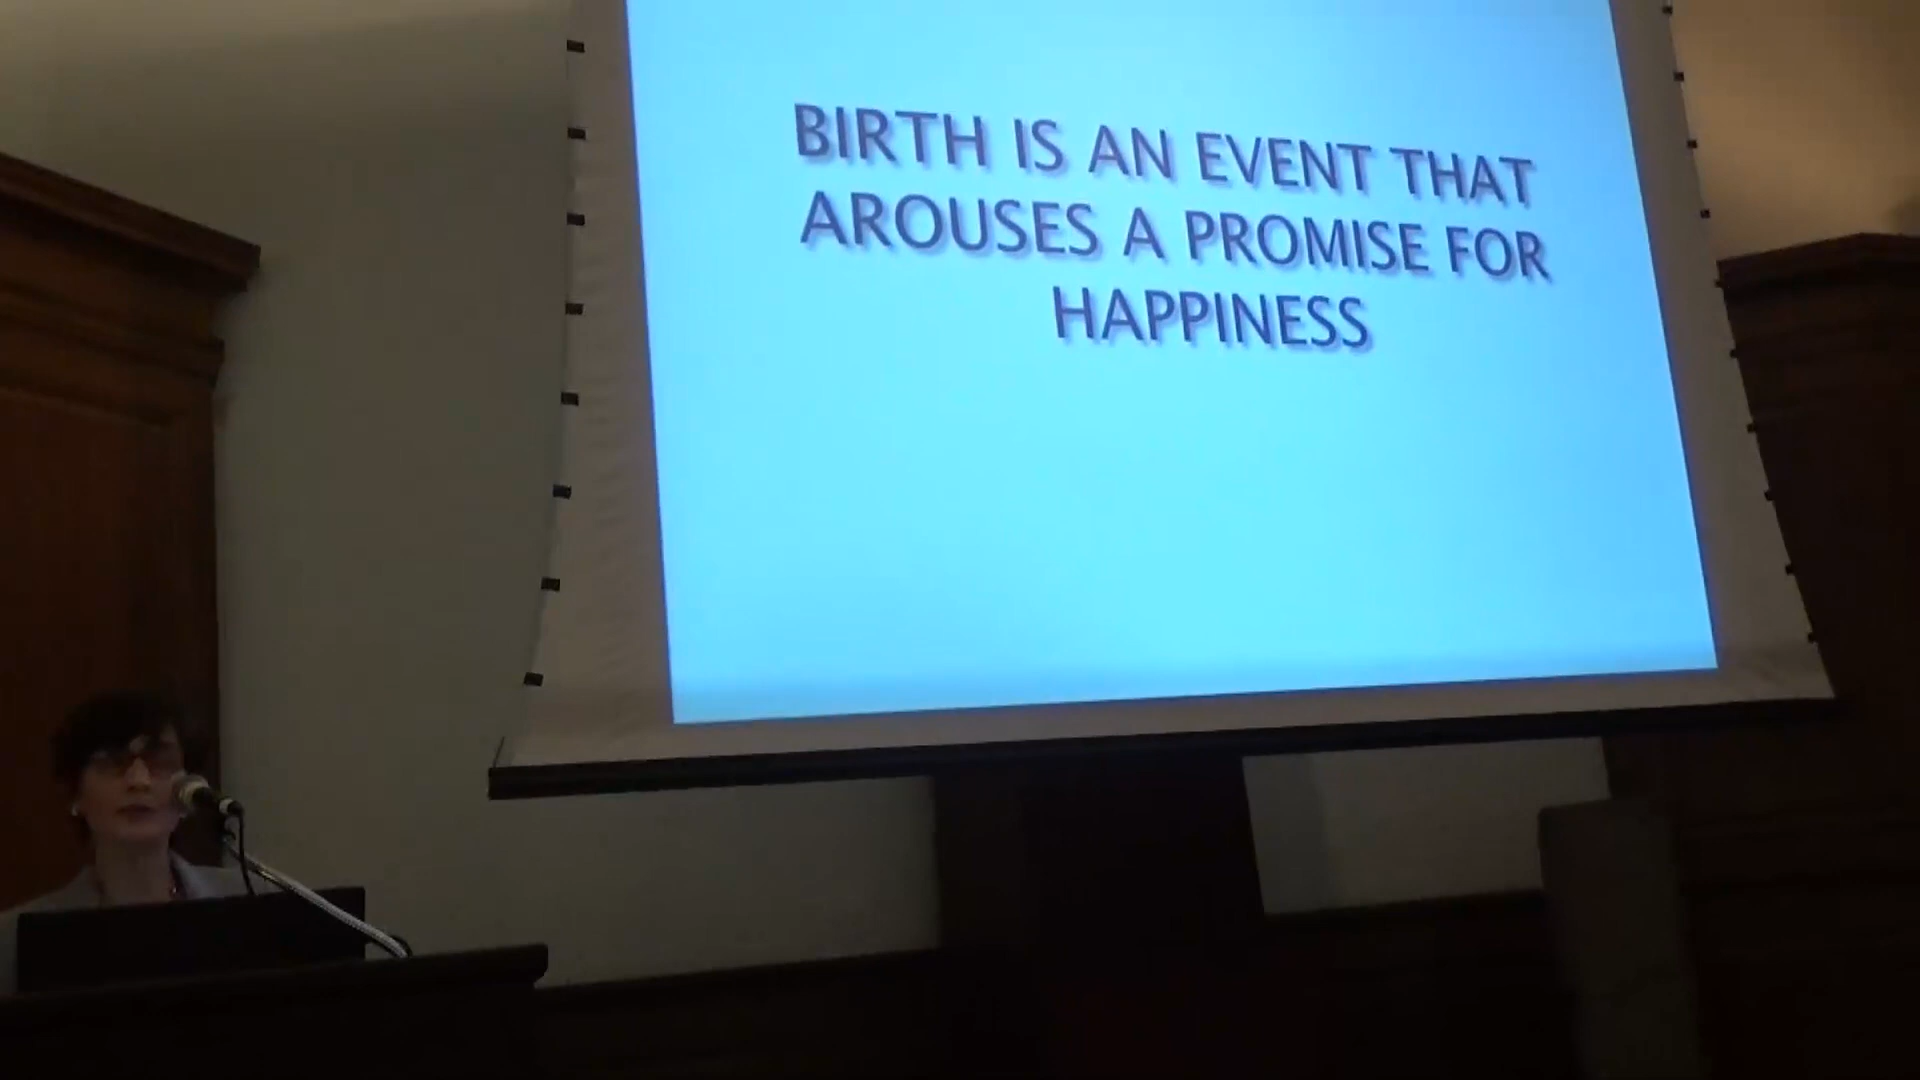 BIRTH IS AN EVENT THAT
AROUSES A PROMISE FOR
HAPPINESS